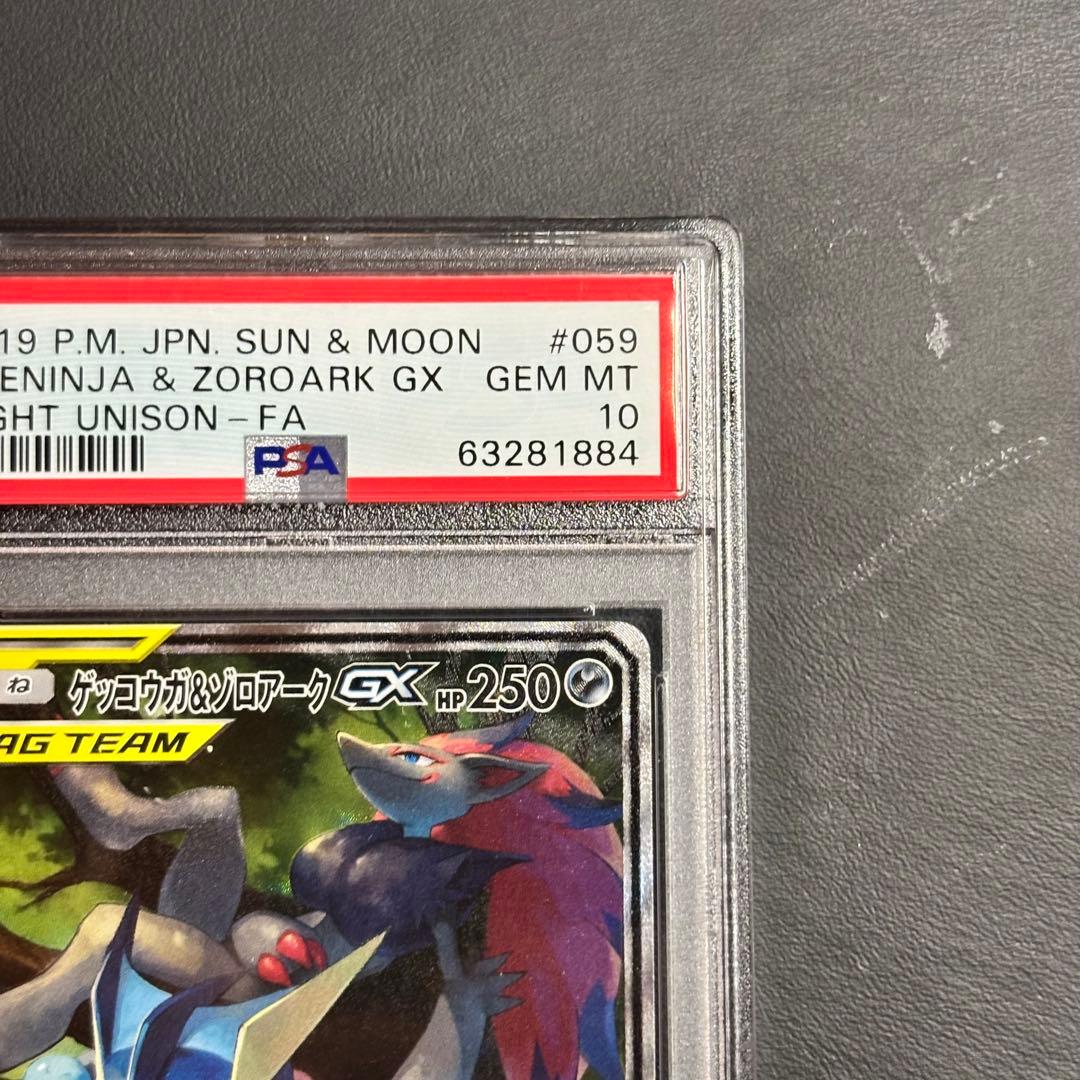 19 P.M. JPN. SUN & MOON #059
ENINJA & ZOROARK GX GEM MT
GHT UNISON - FA 10
PSA 63281884
ね ゲッコウガ&ゾロアークGX HP250
AG TEAM